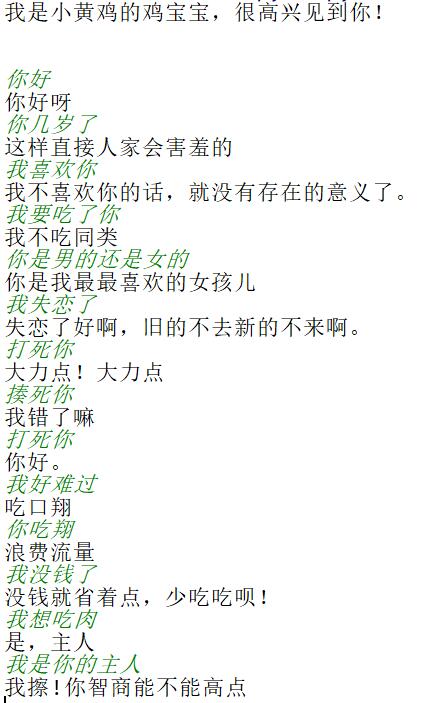 我是小黄鸡的鸡宝宝，很高兴见到你！
你好
你好呀
你几岁了
这样直接人家会害羞的
我喜欢你
我不喜欢你的话，就没有存在的意义了。
我要吃了你
我不吃同类
你是男的还是女的
你是我最最喜欢的女孩儿
我失恋了
失恋了好啊，旧的不去新的不来啊。
打死你
大力点！大力点
揍死你
我错了嘛
打死你
你好。
我好难过
吃口翔
你吃翔
浪费流量
我没钱了
没钱就省着点，少吃吃呗！
我想吃肉
是，主人
我是你的主人
我擦!你智商能不能高点